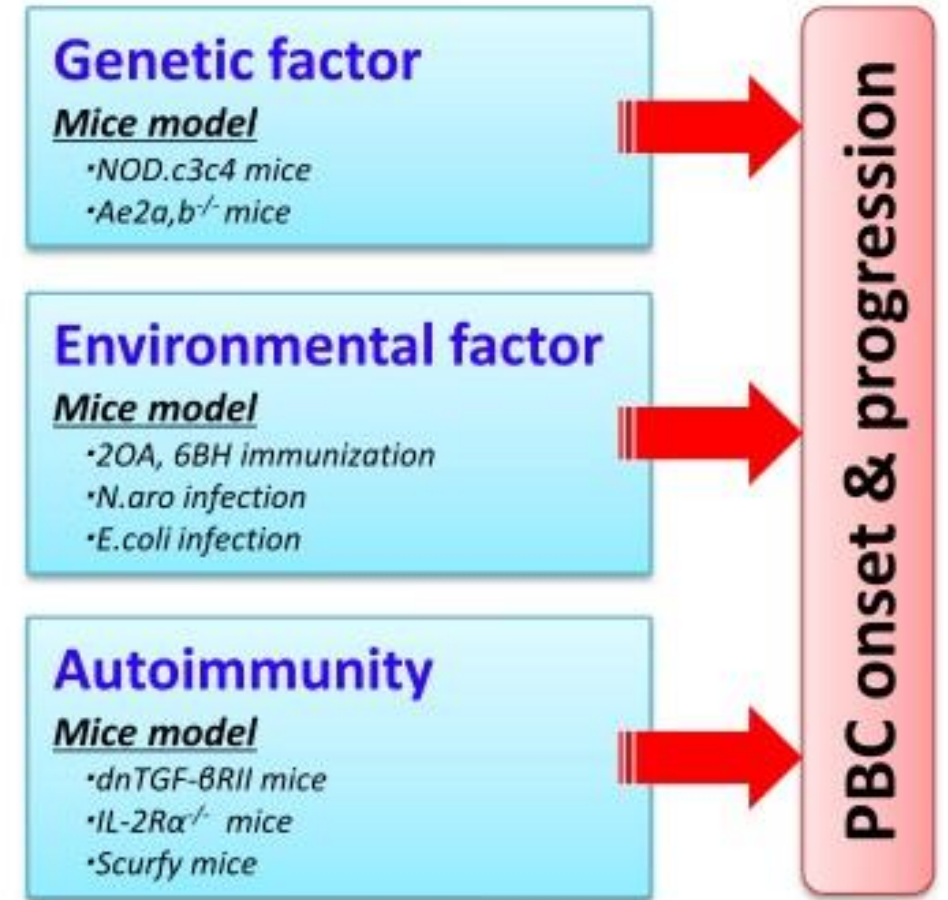 Genetic factor
Mice model
•NOD.c3c4 mice
•Ae2a,b-/- mice
Environmental factor
Mice model
•2OA, 6BH immunization
•N.aro infection
•E.coli infection
Autoimmunity
Mice model
•dnTGF-βRII mice
•IL-2Rα-/- mice
•Scurfy mice
PBC onset & progression